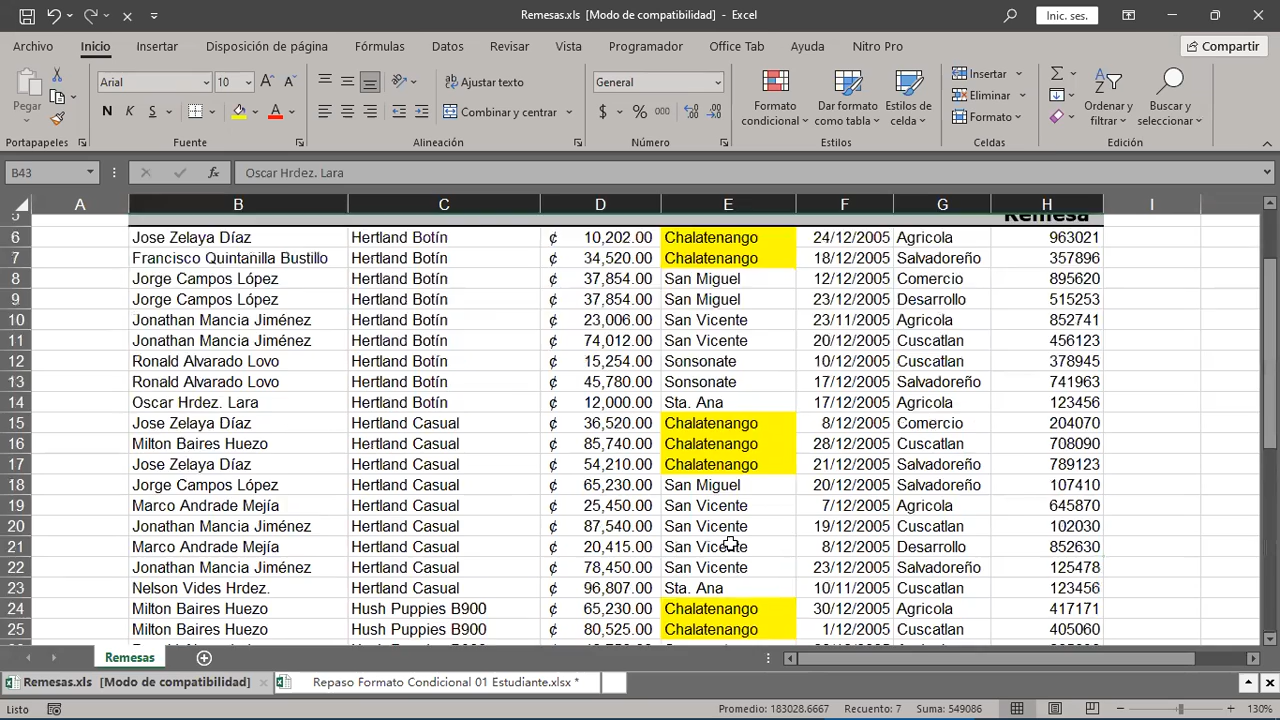 Remesas.xls [Modo de compatibilidad] - Excel
Inic. ses.
Archivo Inicio Insertar Disposición de página Fórmulas Datos Revisar Vista Programador Office Tab Ayuda Nitro Pro Compartir
Pegar Arial 10 Ajustar texto General Formato condicional Dar formato como tabla Estilos de celda Insertar Eliminar Formato Ordenar y filtrar Buscar y seleccionar
N K S Combinar y centrar $ % 000
Portapapeles Fuente Alineación Número Estilos Celdas Edición
B43 fx Oscar Hrdez. Lara
A B C D E F G H I
5 Remesa
6 Jose Zelaya Díaz Hertland Botín ₡ 10,202.00 Chalatenango 24/12/2005 Agricola 963021
7 Francisco Quintanilla Bustillo Hertland Botín ₡ 34,520.00 Chalatenango 18/12/2005 Salvadoreño 357896
8 Jorge Campos López Hertland Botín ₡ 37,854.00 San Miguel 12/12/2005 Comercio 895620
9 Jorge Campos López Hertland Botín ₡ 37,854.00 San Miguel 23/12/2005 Desarrollo 515253
10 Jonathan Mancia Jiménez Hertland Botín ₡ 23,006.00 San Vicente 23/11/2005 Agricola 852741
11 Jonathan Mancia Jiménez Hertland Botín ₡ 74,012.00 San Vicente 20/12/2005 Cuscatlan 456123
12 Ronald Alvarado Lovo Hertland Botín ₡ 15,254.00 Sonsonate 10/12/2005 Cuscatlan 378945
13 Ronald Alvarado Lovo Hertland Botín ₡ 45,780.00 Sonsonate 17/12/2005 Salvadoreño 741963
14 Oscar Hrdez. Lara Hertland Botín ₡ 12,000.00 Sta. Ana 17/12/2005 Agricola 123456
15 Jose Zelaya Díaz Hertland Casual ₡ 36,520.00 Chalatenango 8/12/2005 Comercio 204070
16 Milton Baires Huezo Hertland Casual ₡ 85,740.00 Chalatenango 28/12/2005 Cuscatlan 708090
17 Jose Zelaya Díaz Hertland Casual ₡ 54,210.00 Chalatenango 21/12/2005 Salvadoreño 789123
18 Jorge Campos López Hertland Casual ₡ 65,230.00 San Miguel 20/12/2005 Salvadoreño 107410
19 Marco Andrade Mejía Hertland Casual ₡ 25,450.00 San Vicente 7/12/2005 Agricola 645870
20 Jonathan Mancia Jiménez Hertland Casual ₡ 87,540.00 San Vicente 19/12/2005 Cuscatlan 102030
21 Marco Andrade Mejía Hertland Casual ₡ 20,415.00 San Vicente 8/12/2005 Desarrollo 852630
22 Jonathan Mancia Jiménez Hertland Casual ₡ 78,450.00 San Vicente 23/12/2005 Salvadoreño 125478
23 Nelson Vides Hrdez. Hertland Casual ₡ 96,807.00 Sta. Ana 10/11/2005 Cuscatlan 123456
24 Milton Baires Huezo Hush Puppies B900 ₡ 65,230.00 Chalatenango 30/12/2005 Agricola 417171
25 Milton Baires Huezo Hush Puppies B900 ₡ 80,525.00 Chalatenango 1/12/2005 Cuscatlan 405060
Remesas
Remesas.xls [Modo de compatibilidad] Repaso Formato Condicional 01 Estudiante.xlsx *
Listo Promedio: 183028.6667 Recuento: 7 Suma: 549086 130%